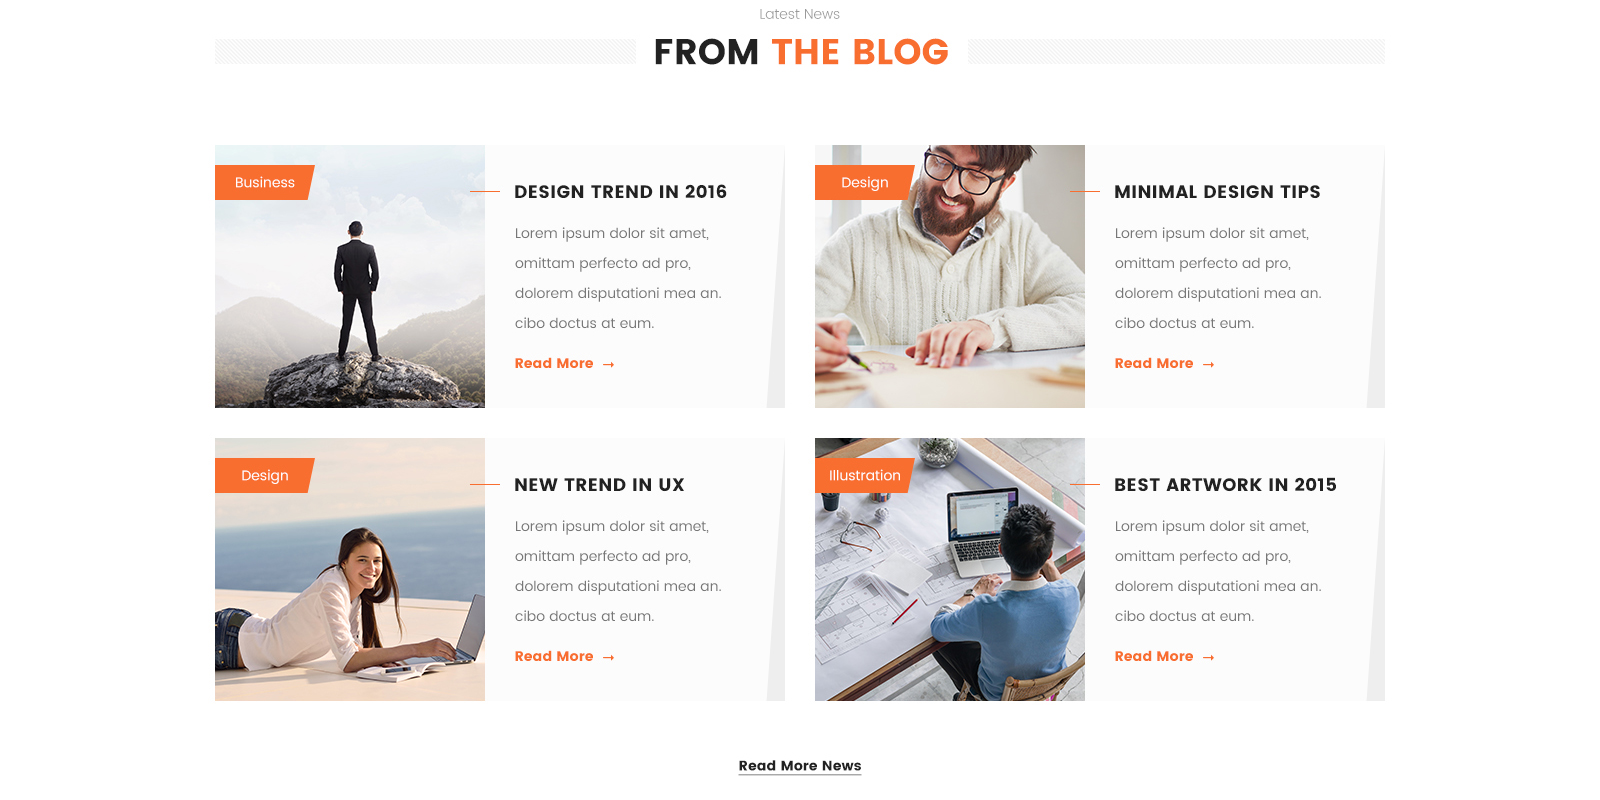 Latest News
FROM THE BLOG
Business
DESIGN TREND IN 2016
Lorem ipsum dolor sit amet,
omittam perfecto ad pro,
dolorem disputationi mea an.
cibo doctus at eum.
Read More →
Design
MINIMAL DESIGN TIPS
Lorem ipsum dolor sit amet,
omittam perfecto ad pro,
dolorem disputationi mea an.
cibo doctus at eum.
Read More →
Design
NEW TREND IN UX
Lorem ipsum dolor sit amet,
omittam perfecto ad pro,
dolorem disputationi mea an.
cibo doctus at eum.
Read More →
Illustration
BEST ARTWORK IN 2015
Lorem ipsum dolor sit amet,
omittam perfecto ad pro,
dolorem disputationi mea an.
cibo doctus at eum.
Read More →
Read More News